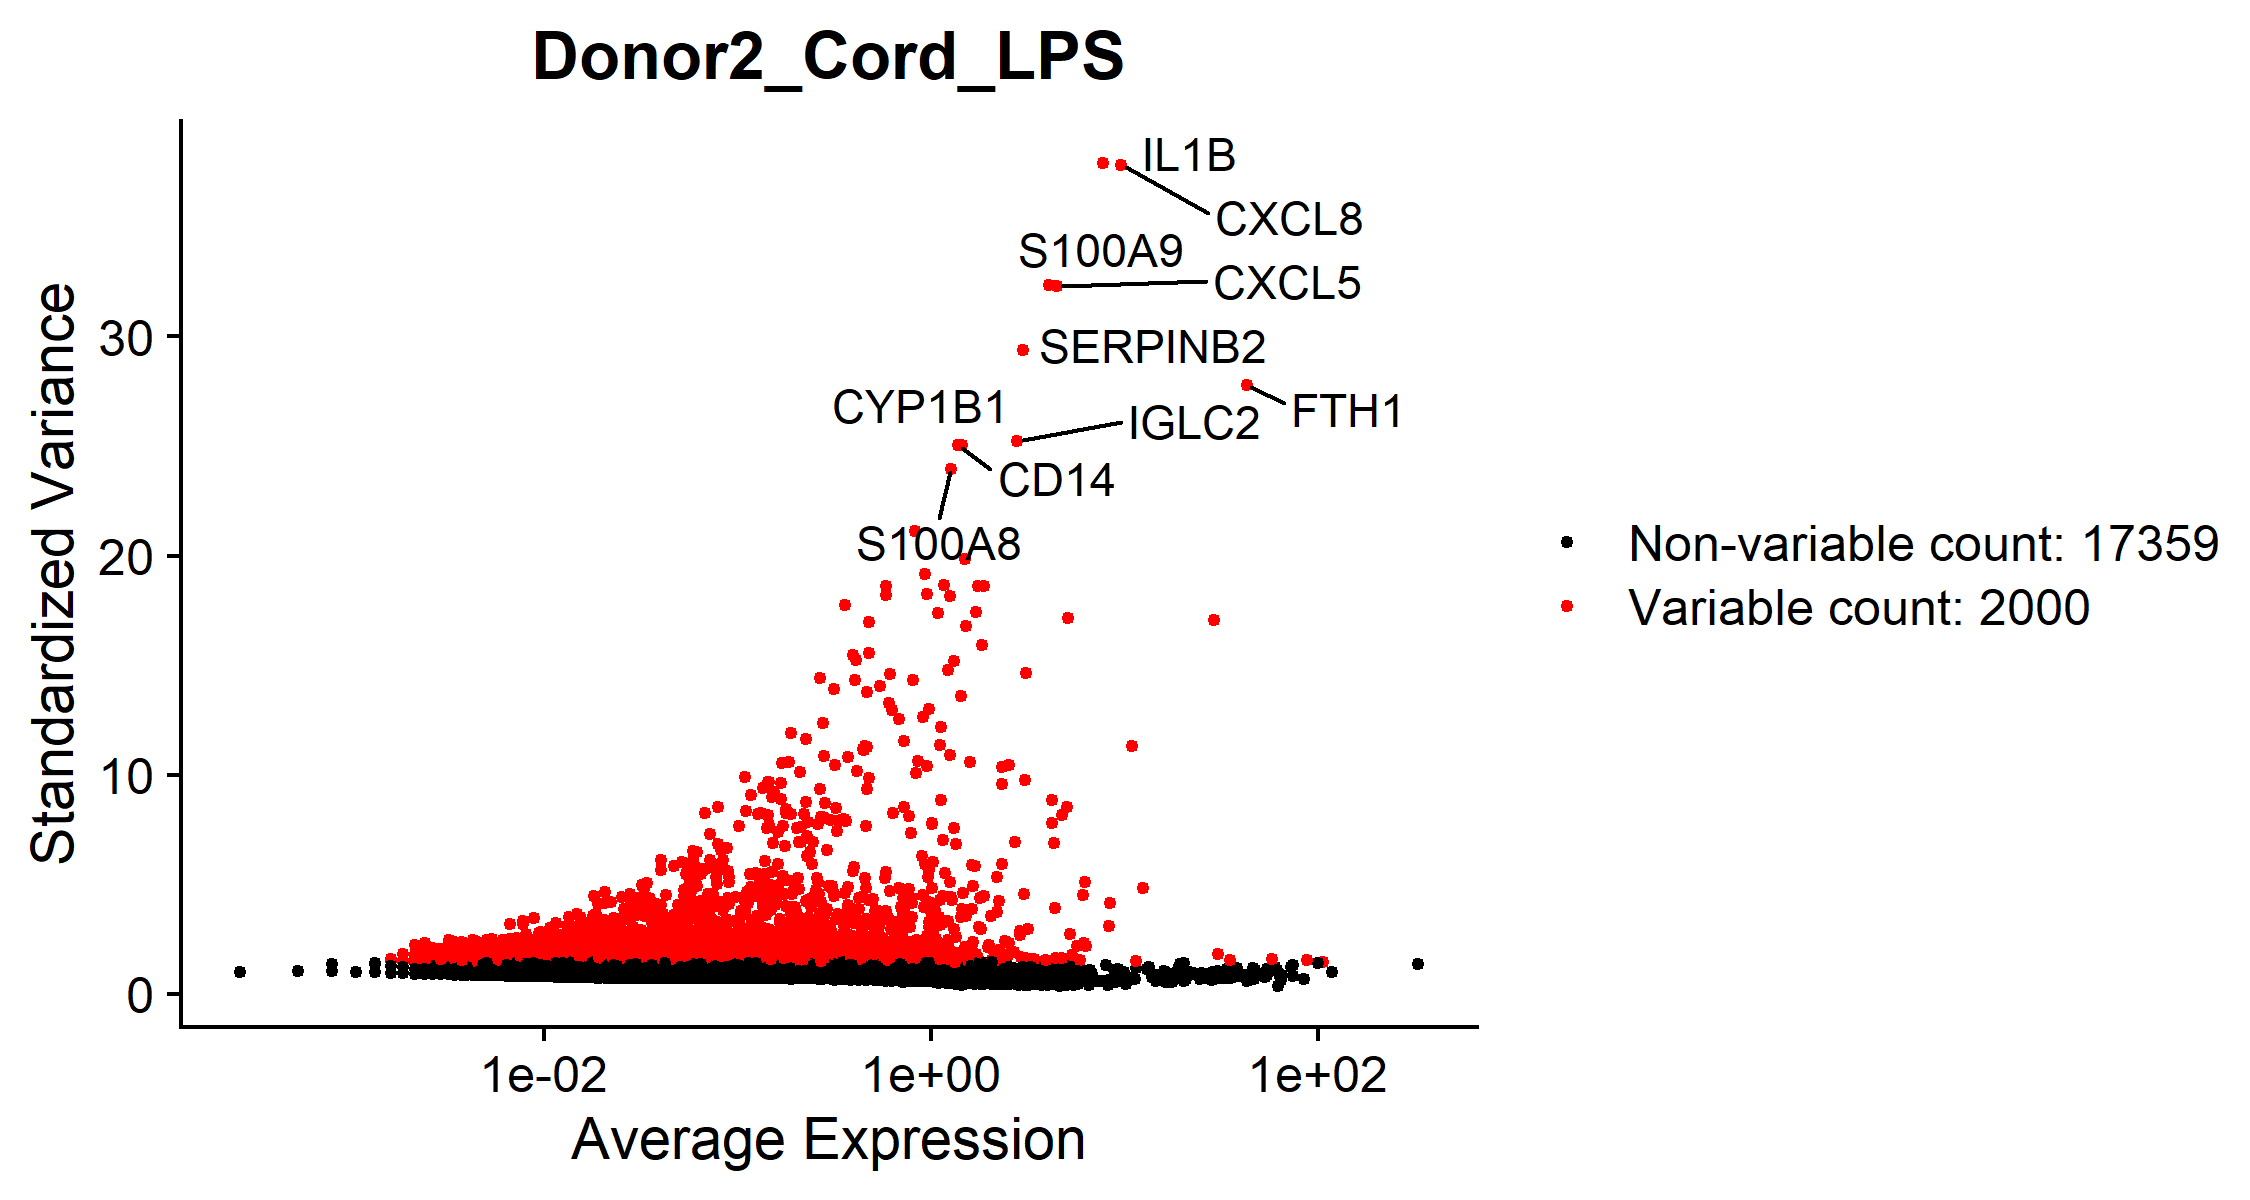 Donor2_Cord_LPS
IL1B
CXCL8
S100A9
CXCL5
SERPINB2
FTH1
CYP1B1
IGLC2
CD14
S100A8
Standardized Variance
30
20
10
0
1e-02
1e+00
1e+02
Average Expression
Non-variable count: 17359
Variable count: 2000